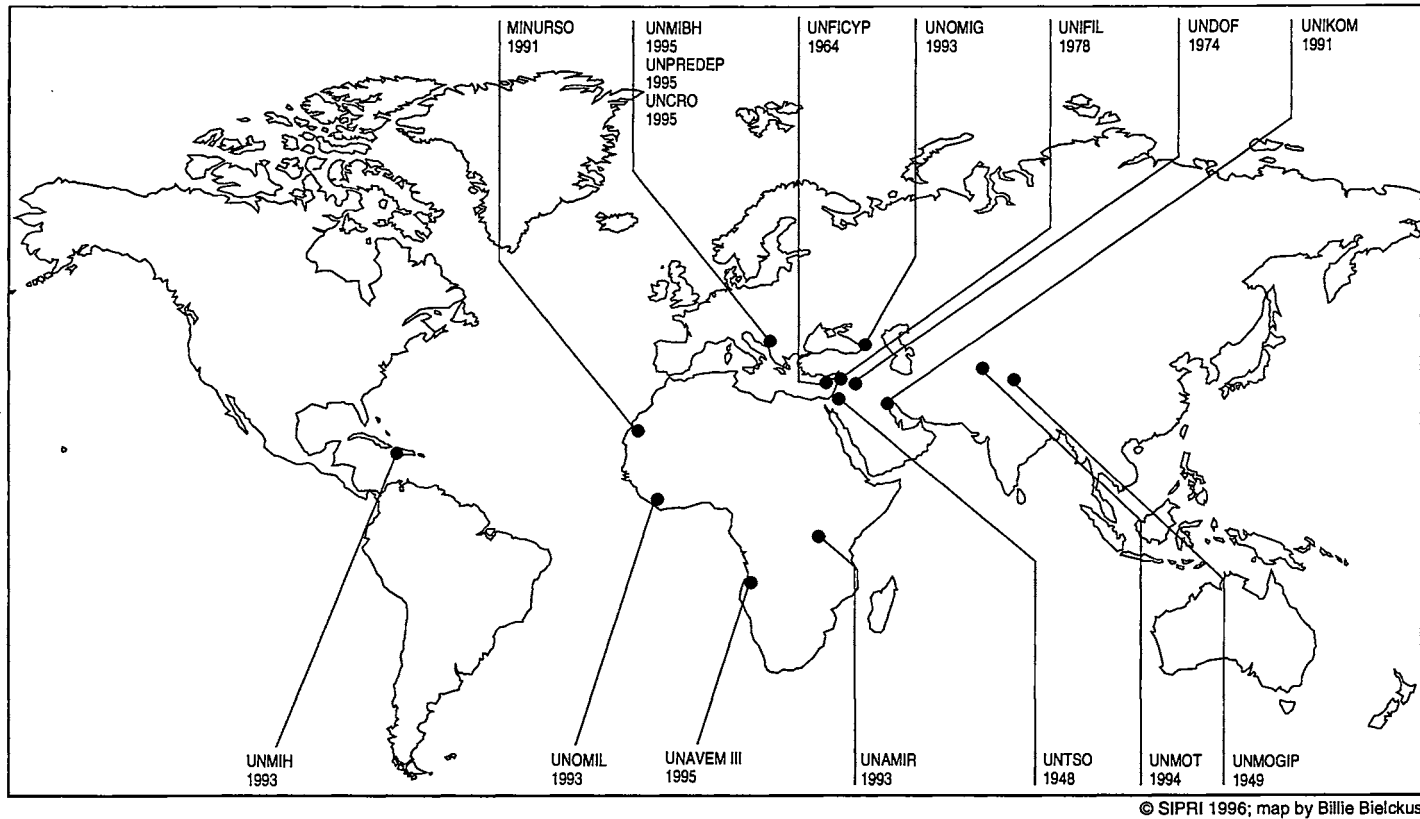 MINURSO
1991
UNMIBH
1995
UNPREDEP
1995
UNCRO
1995
UNFICYP
1964
UNOMIG
1993
UNIFIL
1978
UNDOF
1974
UNIKOM
1991
UNMIH
1993
UNOMIL
1993
UNAVEM III
1995
UNAMIR
1993
UNTSO
1948
UNMOT
1994
UNMOGIP
1949
© SIPRI 1996; map by Billie Bielckus